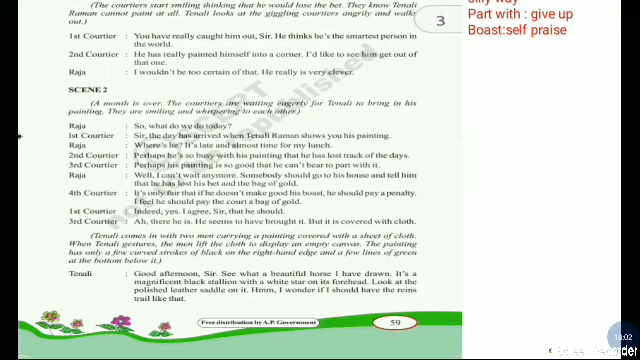 (The courtiers start smiling thinking that he would lose the bet. They know Tenali
Raman cannot paint at all. Tenali looks at the giggling courtiers angrily and walks
out.)
1st Courtier : You have really caught him out, Sir. He thinks he's the smartest person in
the world.
2nd Courtier : He has really painted himself into a corner. I'd like to see him get out of
that one.
Raja : I wouldn't be too certain of that. He really is very clever.
SCENE 2
(A month is over. The courtiers are waiting eagerly for Tenali to bring in his
painting. They are smiling and whispering to each other.)
Raja : So, what do we do today?
1st Courtier : Sir, the day has arrived when Tenali Raman shows you his painting.
Raja : Where's he? It's late and almost time for my lunch.
2nd Courtier : Perhaps he's so busy with his painting that he has lost track of the days.
3rd Courtier : Perhaps his painting is so good that he can't bear to part with it.
Raja : Well, I can't wait anymore. Somebody should go to his house and tell him
that he has lost his bet and the bag of gold.
4th Courtier : It's only fair that if he doesn't make good his boast, he should pay a penalty.
I feel he should pay the court a bag of gold.
1st Courtier : Indeed, yes. I agree, Sir, that he should.
3rd Courtier : Ah, there he is. He seems to have brought it. But it is covered with cloth.
(Tenali comes in with two men carrying a painting covered with a sheet of cloth.
When Tenali gestures, the men lift the cloth to display an empty canvas. The painting
has only a few curved strokes of black on the right-hand edge and a few lines of green
at the bottom below it.)
Tenali : Good afternoon, Sir. See what a beautiful horse I have drawn. It's a
magnificent black stallion with a white star on its forehead. Look at the
polished leather saddle on it. Hmm, I wonder if I should have the reins
trail like that.
Free distribution by A.P. Government
59
3
silly way
Part with : give up
Boast:self praise
18:02